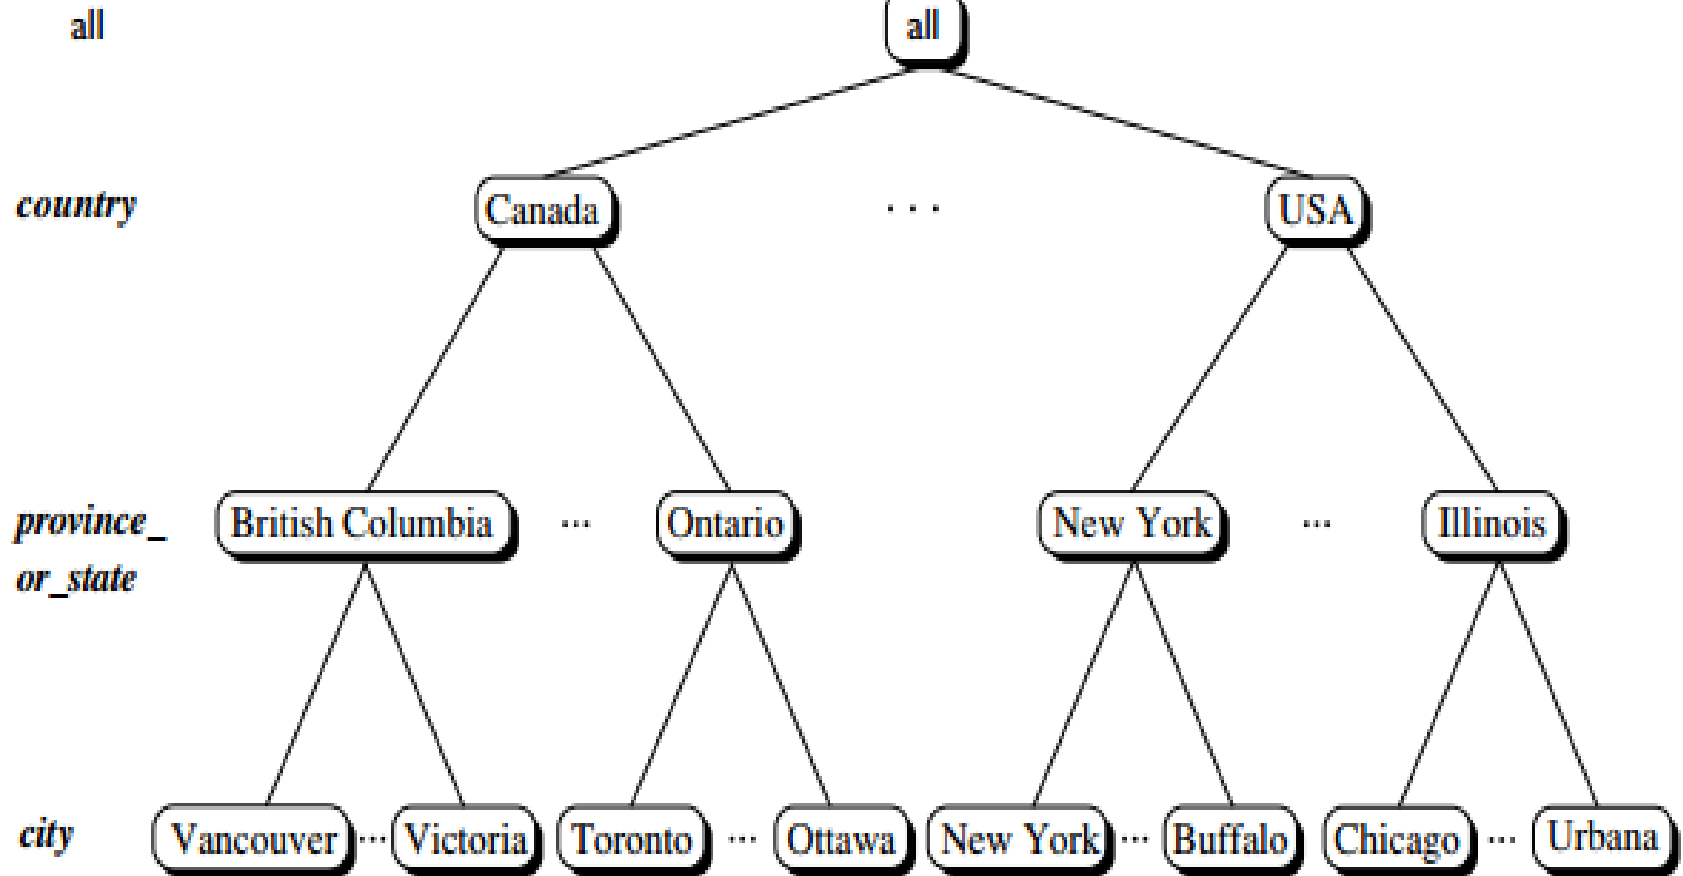 all
all
country
Canada
. . .
USA
province_
or_state
British Columbia
...
Ontario
New York
...
Illinois
city
Vancouver
...
Victoria
Toronto
...
Ottawa
New York
...
Buffalo
Chicago
...
Urbana